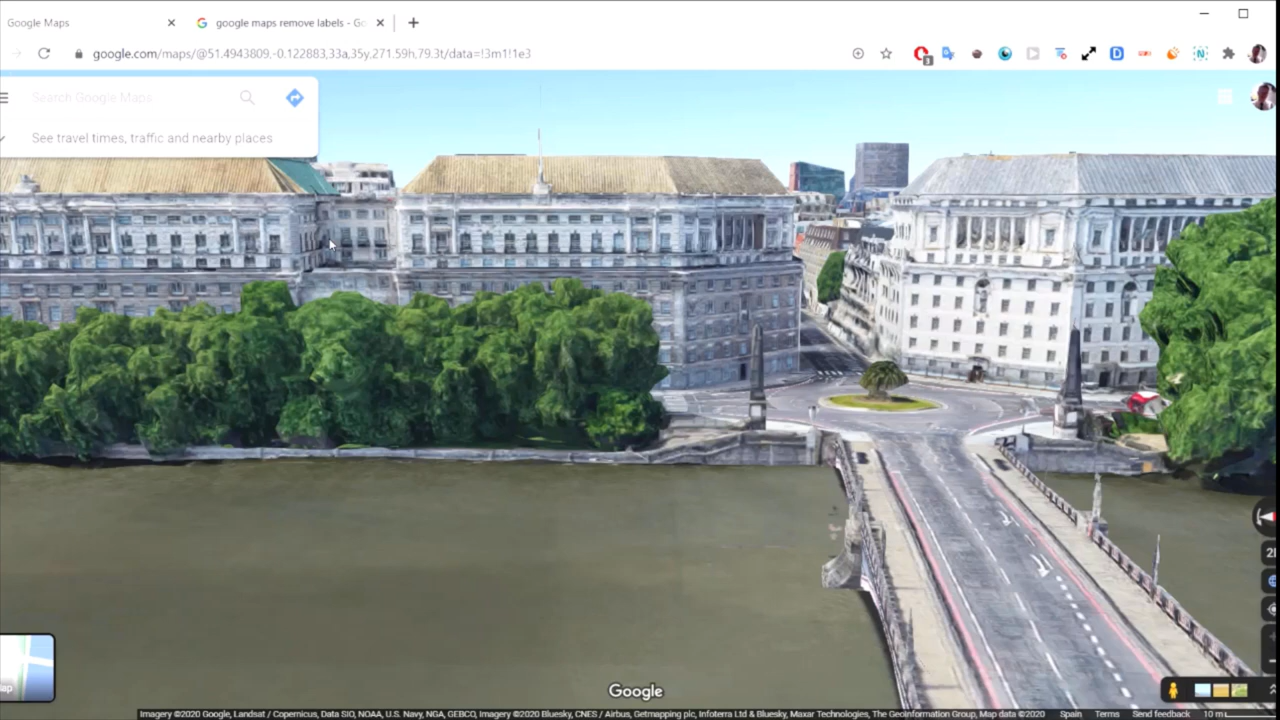 Google Maps
google maps remove labels - Go
google.com/maps/@51.4943809,-0.122883,33a,35y,271.59h,79.3t/data=!3m1!1e3
3
D
N
Search Google Maps
See travel times, traffic and nearby places
Google
Imagery ©2020 Google, Landsat / Copernicus, Data SIO, NOAA, U.S. Navy, NGA, GEBCO, Imagery ©2020 Bluesky, CNES / Airbus, Getmapping plc, Infoterra Ltd & Bluesky, Maxar Technologies, The GeoInformation Group, Map data ©2020 Spain Terms Send feedback 10 m